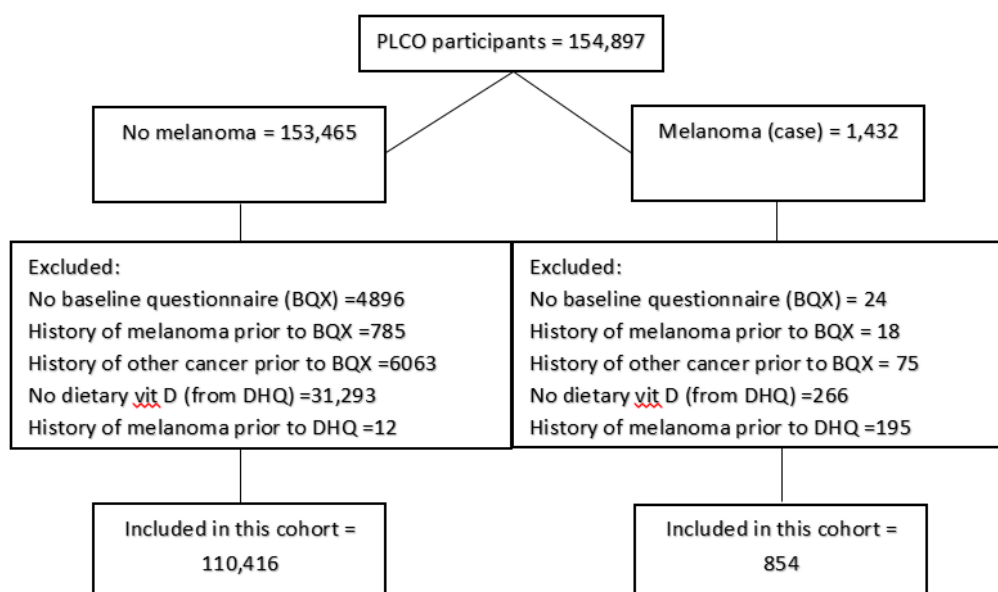 PLCO participants = 154,897
No melanoma = 153,465
Melanoma (case) = 1,432
Excluded:
No baseline questionnaire (BQX) =4896
History of melanoma prior to BQX =785
History of other cancer prior to BQX =6063
No dietary vit D (from DHQ) =31,293
History of melanoma prior to DHQ =12
Excluded:
No baseline questionnaire (BQX) = 24
History of melanoma prior to BQX = 18
History of other cancer prior to BQX = 75
No dietary vit D (from DHQ) =266
History of melanoma prior to DHQ =195
Included in this cohort =
110,416
Included in this cohort =
854